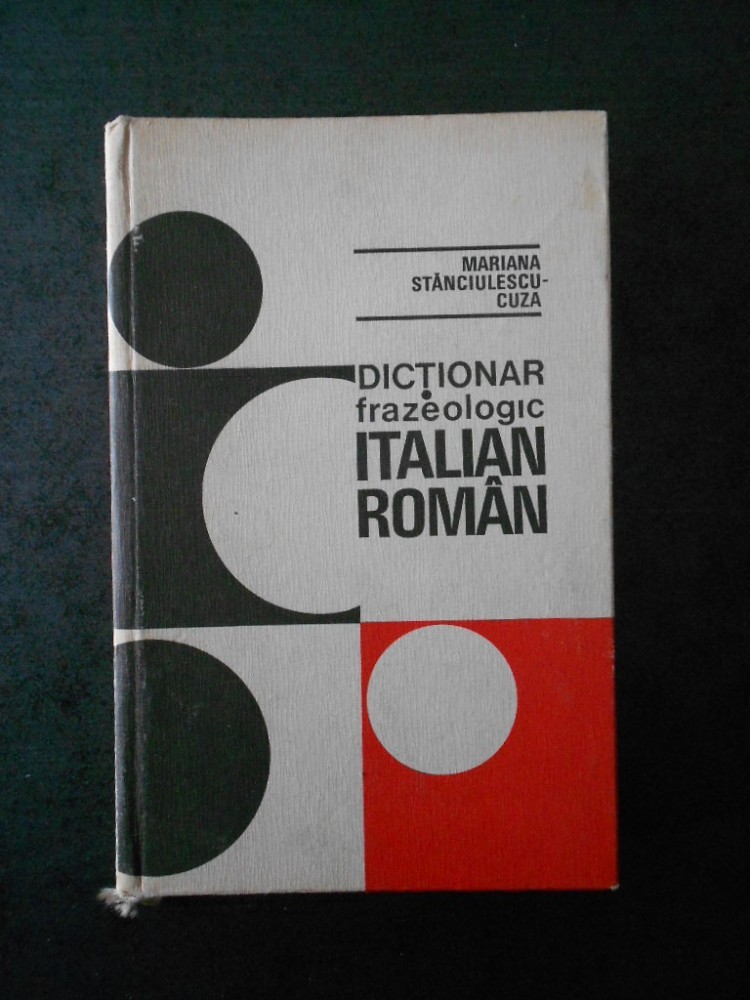 MARIANA
STĂNCIULESCU-
CUZA
DICȚIONAR
frazeologic
ITALIAN
ROMÂN